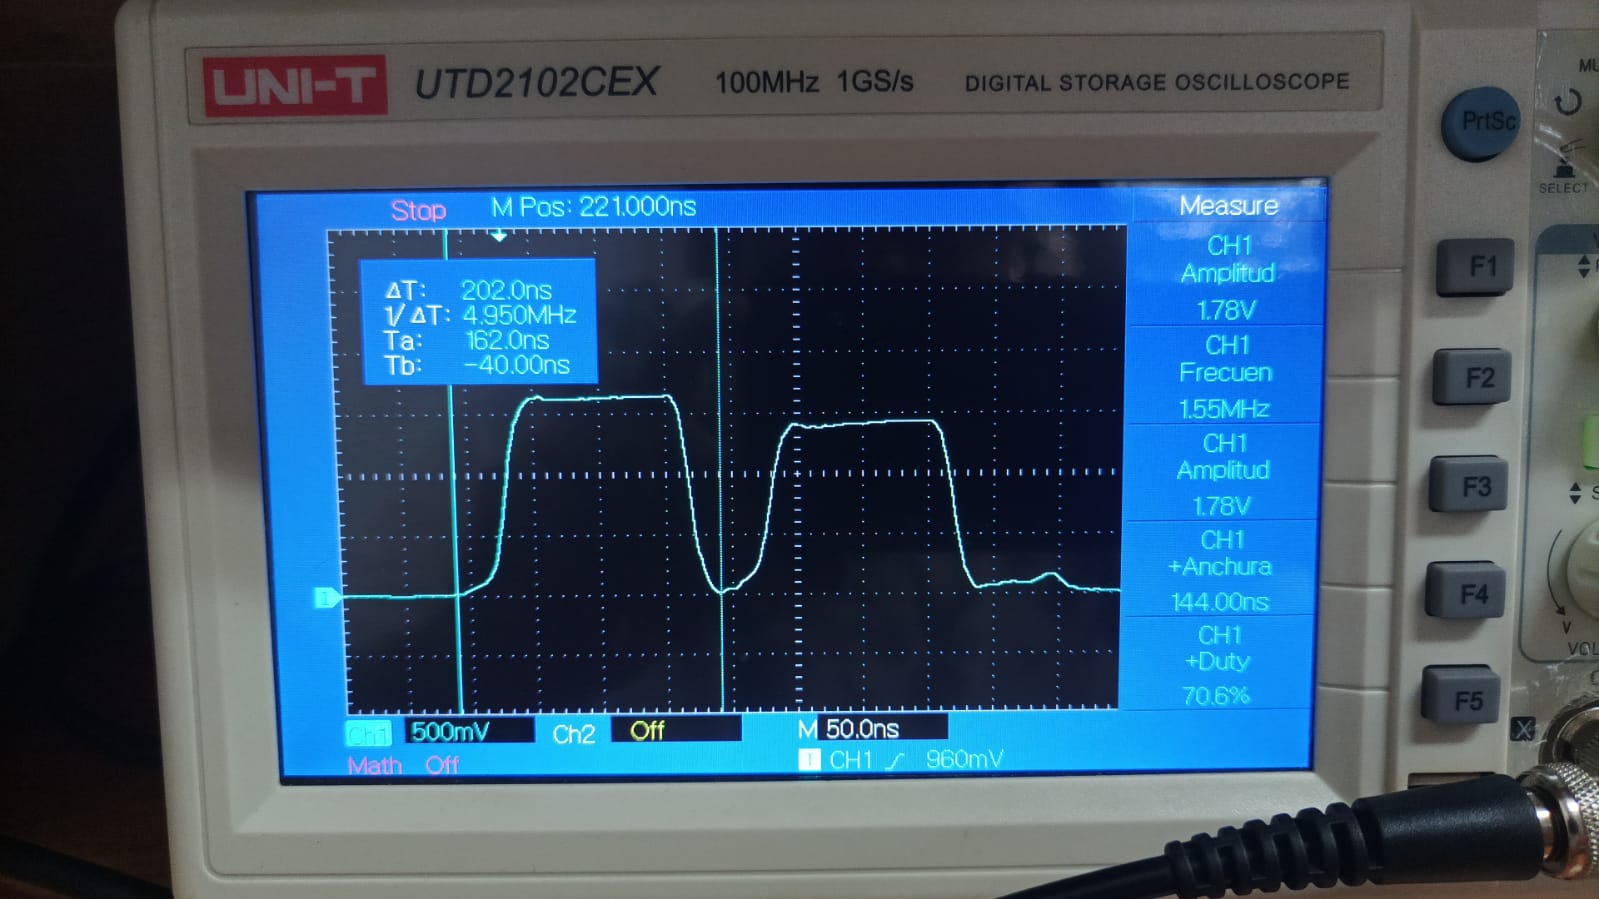 UNI-T UTD2102CEX 100MHz 1GS/s DIGITAL STORAGE OSCILLOSCOPE
PrtSc
SELECT
Stop M Pos: 221.000ns
Measure
ΔT: 202.0ns
1/ΔT: 4.950MHz
Ta: 162.0ns
Tb: -40.00ns
CH1
Amplitud
1.78V
CH1
Frecuen
1.55MHz
CH1
Amplitud
1.78V
CH1
+Anchura
144.00ns
CH1
+Duty
70.6%
F1
F2
F3
F4
F5
1
Ch1 500mV Ch2 Off M 50.0ns
Math Off 1 CH1 960mV
V
X